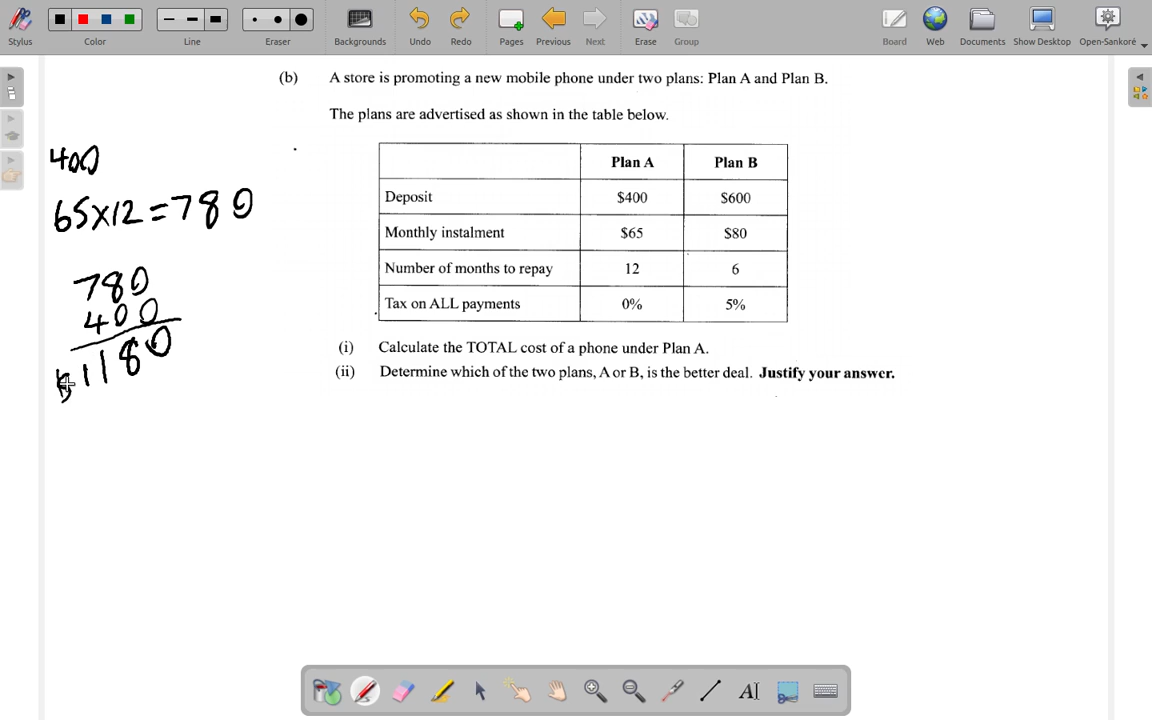 Stylus Color Line Eraser Backgrounds Undo Redo Pages Previous Next Erase Group Board Web Documents Show Desktop Open-Sankoré
(b) A store is promoting a new mobile phone under two plans: Plan A and Plan B.
The plans are advertised as shown in the table below.
Plan A Plan B
Deposit $400 $600
Monthly instalment $65 $80
Number of months to repay 12 6
Tax on ALL payments 0% 5%
(i) Calculate the TOTAL cost of a phone under Plan A.
(ii) Determine which of the two plans, A or B, is the better deal. Justify your answer.
400
65x12=780
780
400
$1180
AI